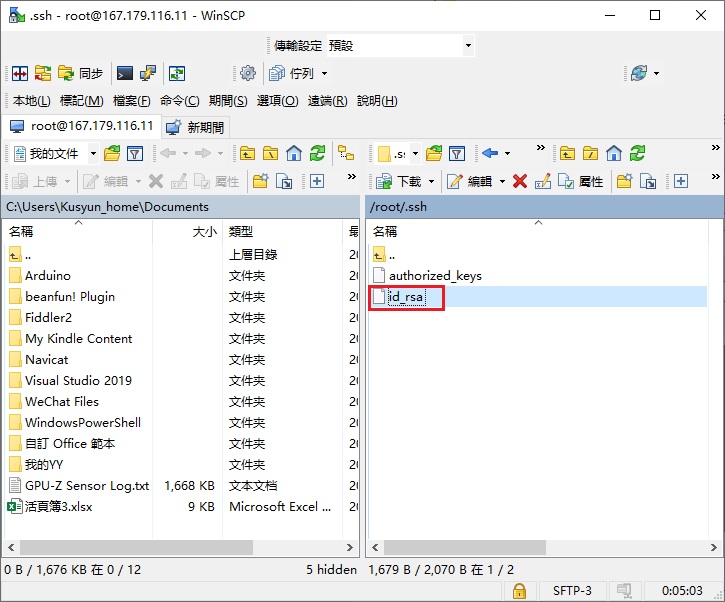 .ssh - root@167.179.116.11 - WinSCP
傳輸設定 預設
同步 佇列
本地(L) 標記(M) 檔案(F) 命令(C) 期間(S) 選項(O) 遠端(R) 說明(H)
root@167.179.116.11 新期間
我的文件 .s
上傳 編輯 屬性 » 下載 編輯 屬性 »
C:\Users\Kusyun_home\Documents /root/.ssh
名稱 大小 類型 名稱
.. 上層目錄 20 ..
Arduino 文件夹 20 authorized_keys
beanfun! Plugin 文件夹 20 id_rsa
Fiddler2 文件夹 20
My Kindle Content 文件夹 20
Navicat 文件夹 20
Visual Studio 2019 文件夹 20
WeChat Files 文件夹 20
WindowsPowerShell 文件夹 20
自訂 Office 範本 文件夹 20
我的YY 文件夹 20
GPU-Z Sensor Log.txt 1,668 KB 文本文档 20
活頁簿3.xlsx 9 KB Microsoft Excel ... 20
0 B / 1,676 KB 在 0 / 12 5 hidden 1,679 B / 2,070 B 在 1 / 2
SFTP-3 0:05:03